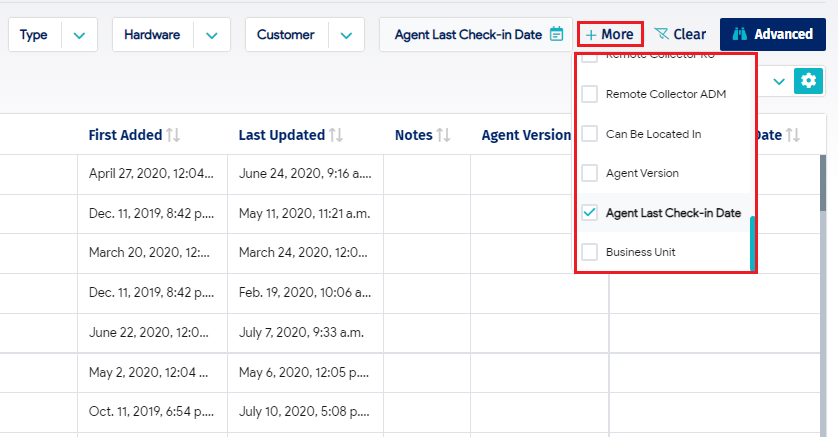 Type
Hardware
Customer
Agent Last Check-in Date
+ More
Clear
Advanced
Remote Collector RU
Remote Collector ADM
Can Be Located In
Agent Version
Agent Last Check-in Date
Business Unit
First Added
Last Updated
Notes
Agent Version
Date
April 27, 2020, 12:04...
June 24, 2020, 9:16 a....
Dec. 11, 2019, 8:42 p....
May 11, 2020, 11:21 a.m.
March 20, 2020, 12:...
March 24, 2020, 12:0...
Dec. 11, 2019, 8:42 p....
Feb. 19, 2020, 10:06 a...
June 22, 2020, 12:0...
July 7, 2020, 9:33 a.m.
May 2, 2020, 12:04 ...
May 6, 2020, 12:05 p....
Oct. 11, 2019, 6:54 p....
July 10, 2020, 5:08 p....